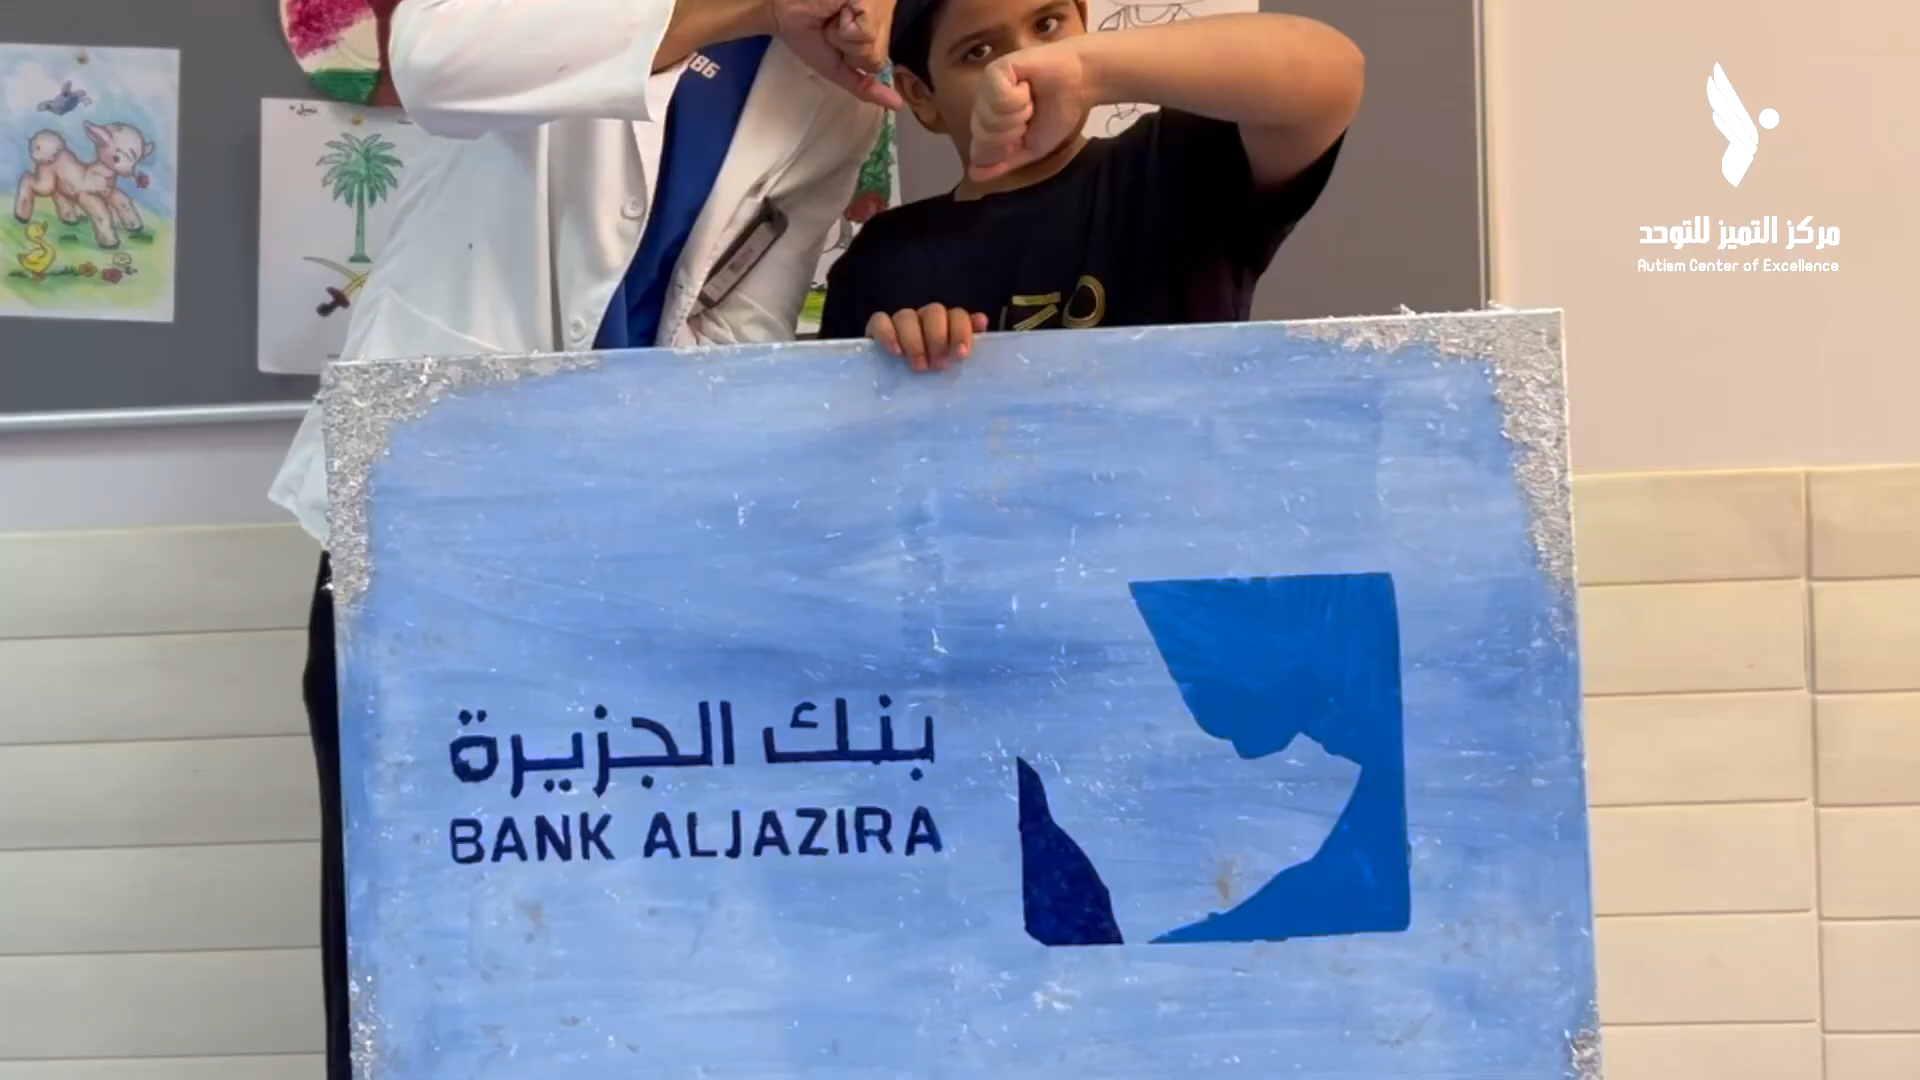 مركز التميز للتوحد
Autism Center of Excellence
بنك الجزيرة
BANK ALJAZIRA